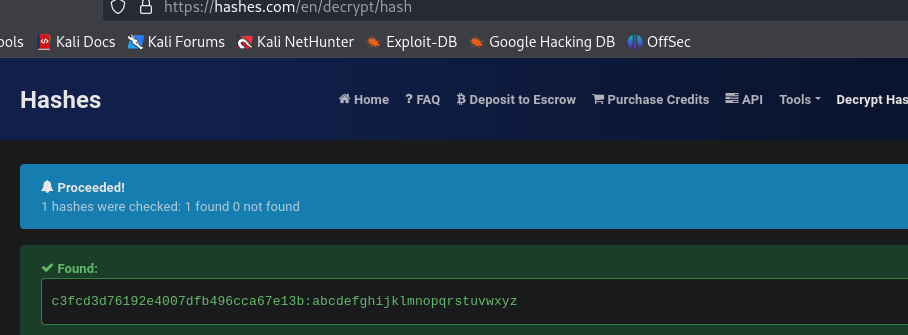 https://hashes.com/en/decrypt/hash
ools Kali Docs Kali Forums Kali NetHunter Exploit-DB Google Hacking DB OffSec
Hashes Home ? FAQ Deposit to Escrow Purchase Credits API Tools Decrypt Has
Proceeded!
1 hashes were checked: 1 found 0 not found
Found:
c3fcd3d76192e4007dfb496cca67e13b:abcdefghijklmnopqrstuvwxyz